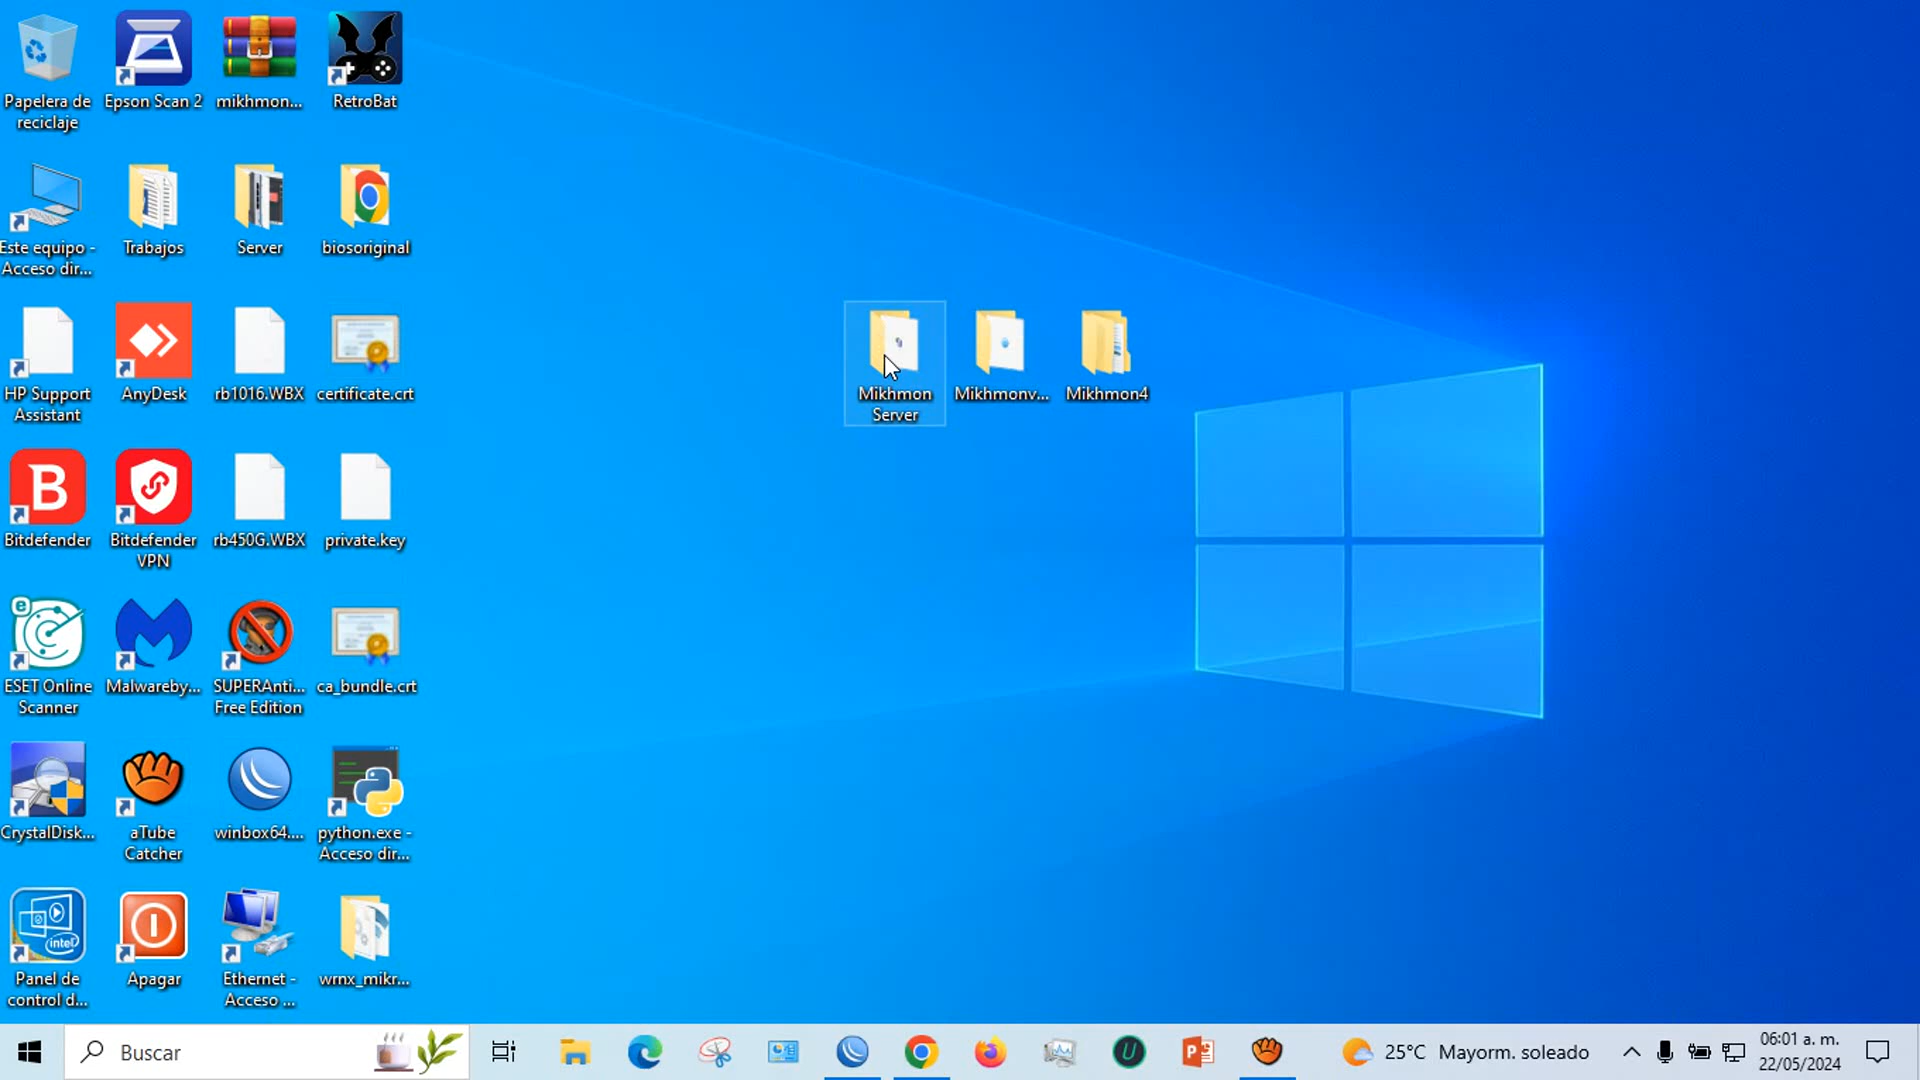 Papelera de
reciclaje
Epson Scan 2
mikhmon...
RetroBat
Este equipo -
Acceso dir...
Trabajos
Server
biosoriginal
HP Support
Assistant
AnyDesk
rb1016.WBX
certificate.crt
Mikhmon
Server
Mikhmonv...
Mikhmon4
Bitdefender
Bitdefender
VPN
rb450G.WBX
private.key
ESET Online
Scanner
Malwareby...
SUPERAnti...
Free Edition
ca_bundle.crt
CrystalDisk...
aTube
Catcher
winbox64....
python.exe -
Acceso dir...
intel
Panel de
control d...
Apagar
Ethernet -
Acceso ...
wrnx_mikr...
Buscar
25°C Mayorm. soleado
06:01 a. m.
22/05/2024